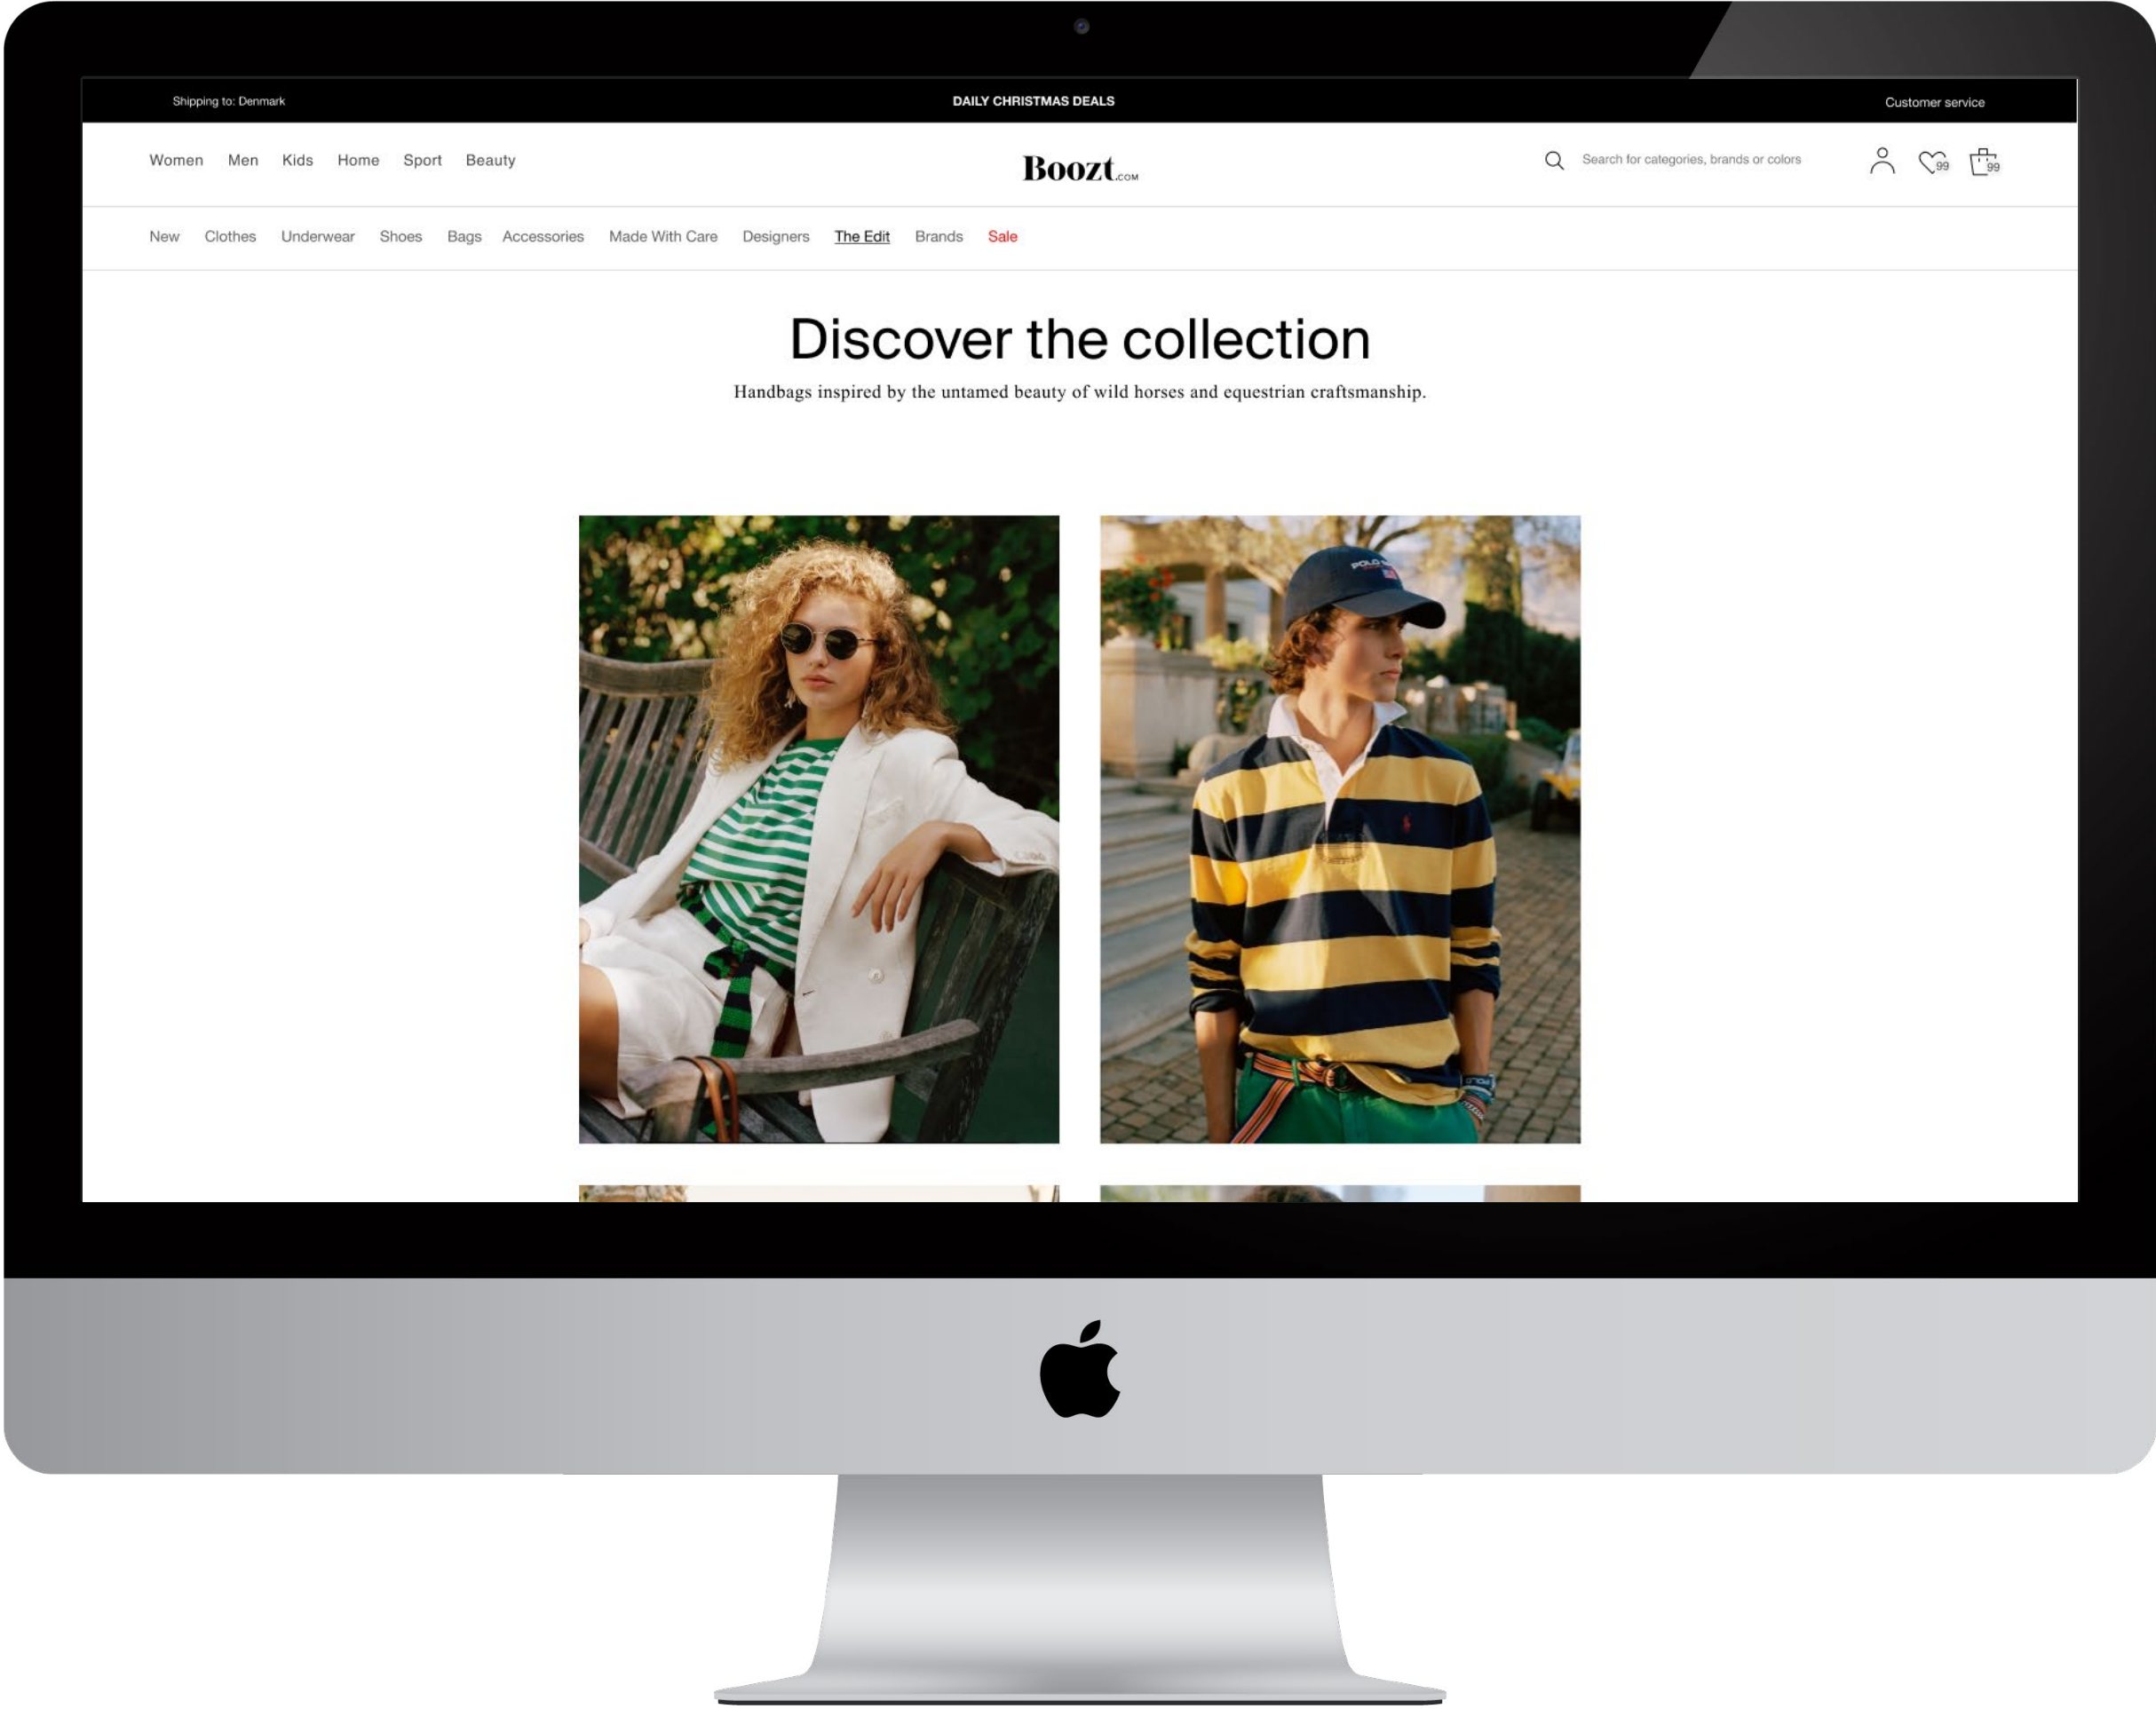 Shipping to: Denmark
DAILY CHRISTMAS DEALS
Customer service
Women Men Kids Home Sport Beauty
Boozt.COM
Search for categories, brands or colors
99
99
New Clothes Underwear Shoes Bags Accessories Made With Care Designers The Edit Brands Sale
Discover the collection
Handbags inspired by the untamed beauty of wild horses and equestrian craftsmanship.
POLO
POLO